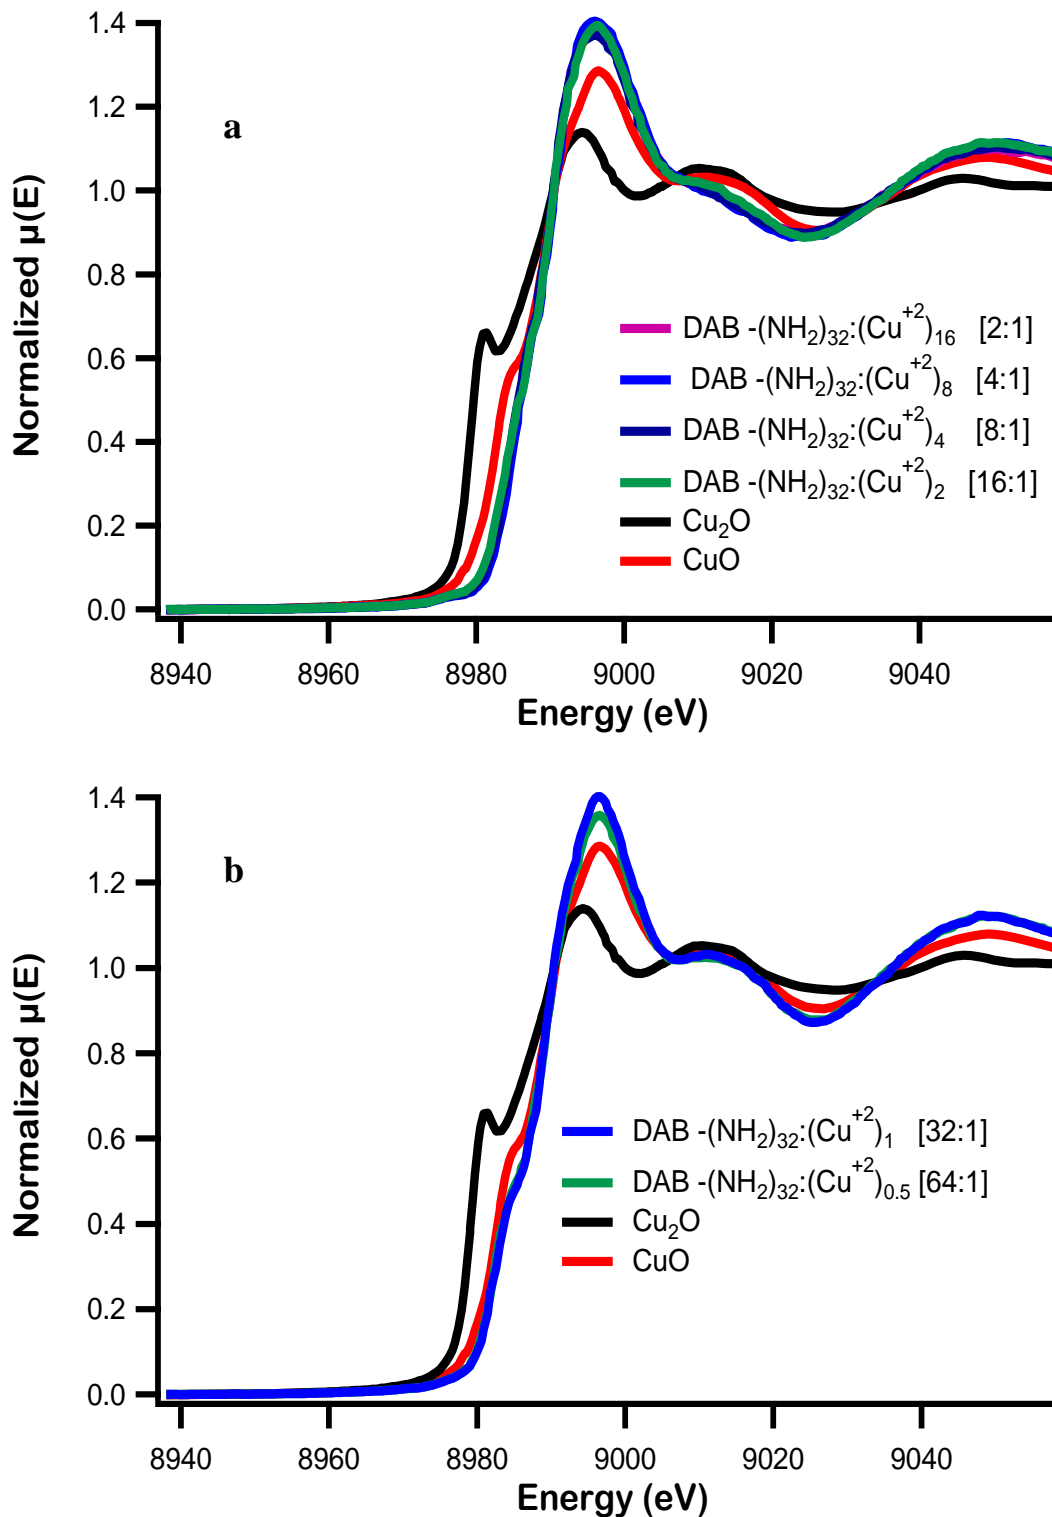 1.4
1.2
1.0
0.8
0.6
0.4
0.2
0.0
Normalized μ(E)
a
DAB -(NH₂)₃₂:(Cu⁺²)₁₆ [2:1]
DAB -(NH₂)₃₂:(Cu⁺²)₈ [4:1]
DAB -(NH₂)₃₂:(Cu⁺²)₄ [8:1]
DAB -(NH₂)₃₂:(Cu⁺²)₂ [16:1]
Cu₂O
CuO
8940 8960 8980 9000 9020 9040
Energy (eV)
1.4
1.2
1.0
0.8
0.6
0.4
0.2
0.0
Normalized μ(E)
b
DAB -(NH₂)₃₂:(Cu⁺²)₁ [32:1]
DAB -(NH₂)₃₂:(Cu⁺²)₀.₅ [64:1]
Cu₂O
CuO
8940 8960 8980 9000 9020 9040
Energy (eV)